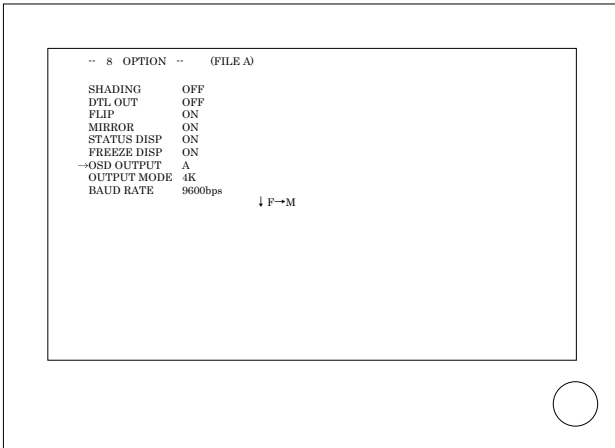 -- 8 OPTION -- (FILE A)
SHADING OFF
DTL OUT OFF
FLIP ON
MIRROR ON
STATUS DISP ON
FREEZE DISP ON
→OSD OUTPUT A
OUTPUT MODE 4K
BAUD RATE 9600bps
↓ F→M